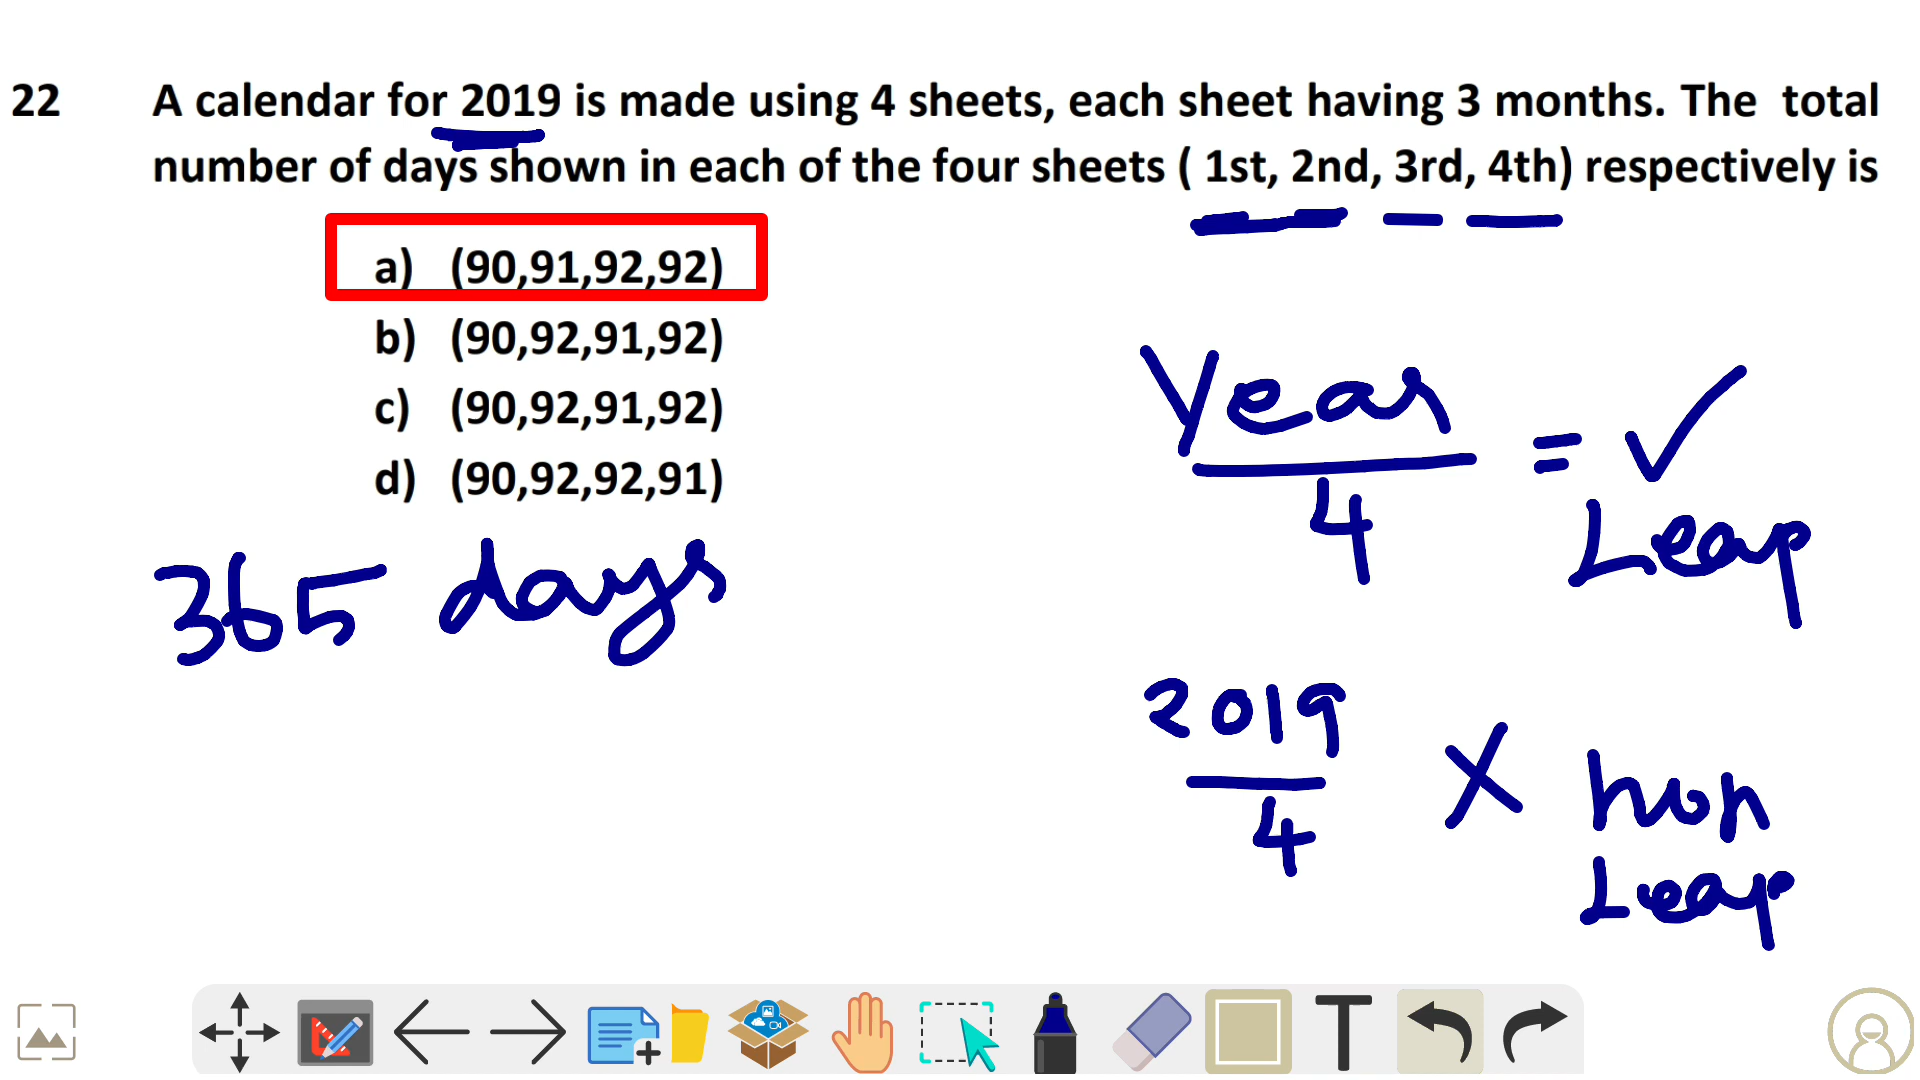 22 A calendar for 2019 is made using 4 sheets, each sheet having 3 months. The total
number of days shown in each of the four sheets ( 1st, 2nd, 3rd, 4th) respectively is
a) (90,91,92,92)
b) (90,92,91,92)
c) (90,92,91,92)
d) (90,92,92,91)
Year
= ✓
4
Leap
365 days
2019
X non
4
Leap
T